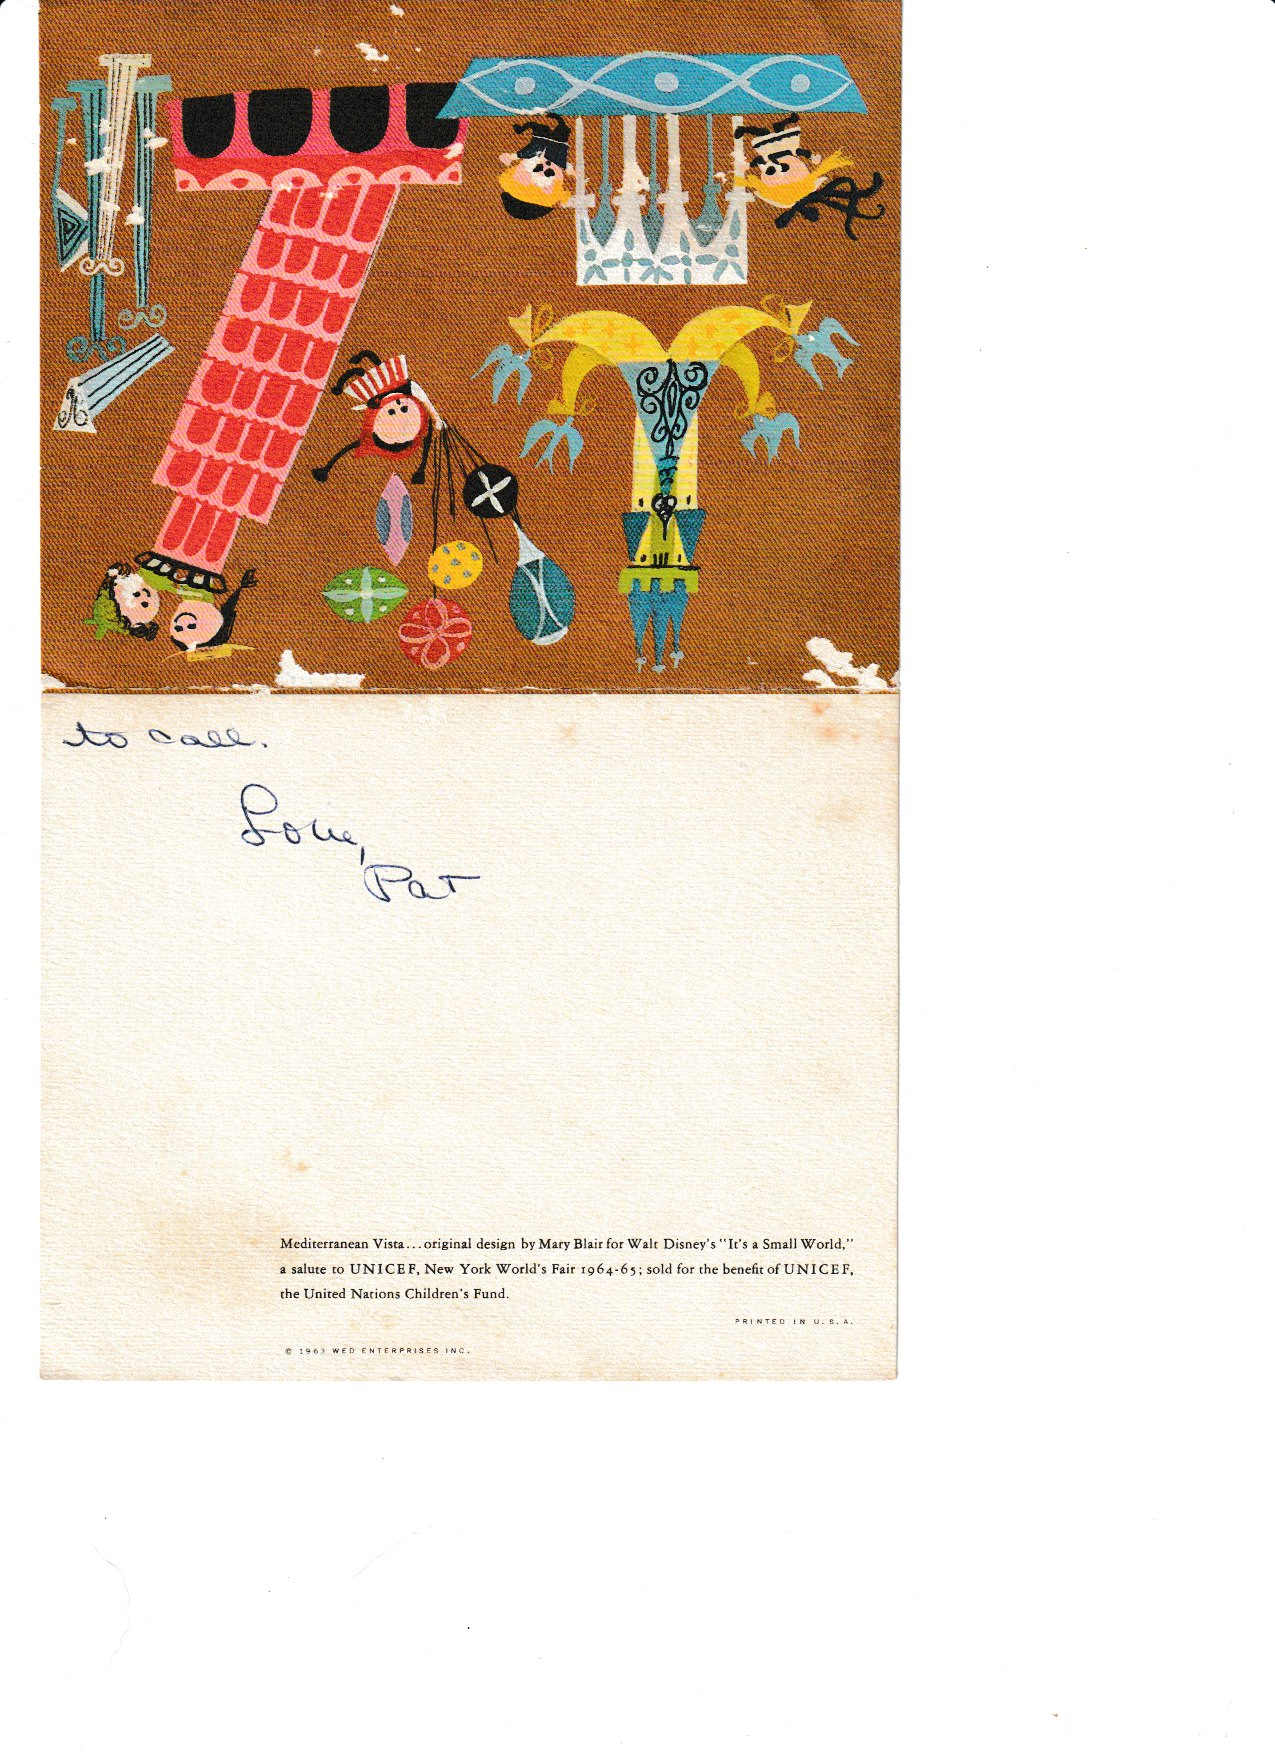 to call.
Love,
Pat
Mediterranean Vista...original design by Mary Blair for Walt Disney's "It's a Small World,"
a salute to UNICEF, New York World's Fair 1964-65; sold for the benefit of UNICEF,
the United Nations Children's Fund.
PRINTED IN U.S.A.
© 1963 WED ENTERPRISES INC.